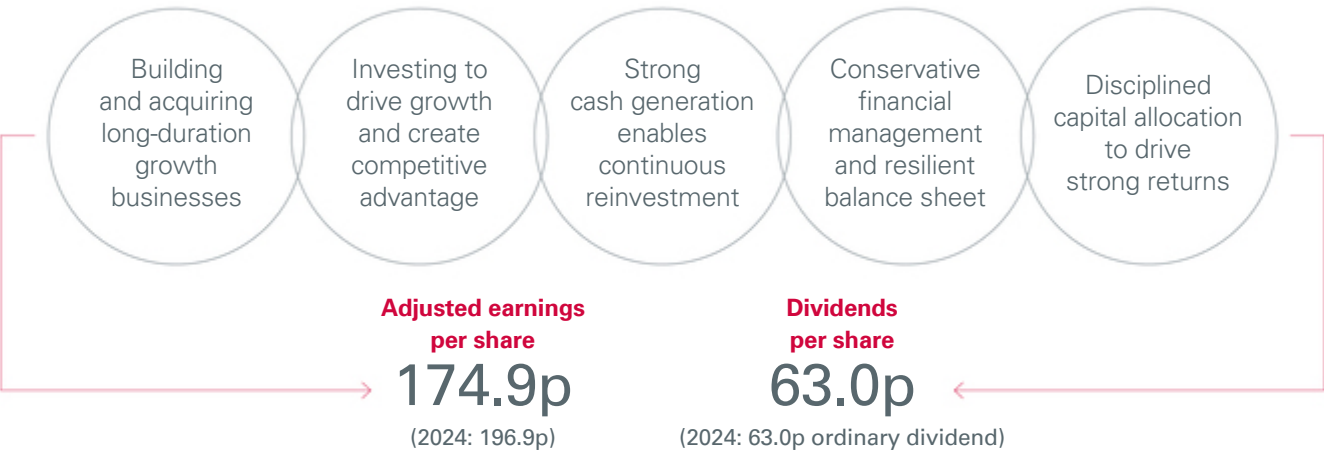 Building
and acquiring
long-duration
growth
businesses
Investing to
drive growth
and create
competitive
advantage
Strong
cash generation
enables
continuous
reinvestment
Conservative
financial
management
and resilient
balance sheet
Disciplined
capital allocation
to drive
strong returns
Adjusted earnings
per share
174.9p
(2024: 196.9p)
Dividends
per share
63.0p
(2024: 63.0p ordinary dividend)